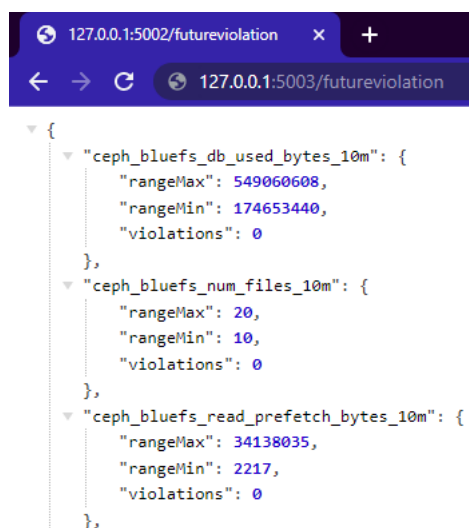 127.0.0.1:5002/futureviolation
127.0.0.1:5003/futureviolation
{
"ceph_bluefs_db_used_bytes_10m": {
"rangeMax": 549060608,
"rangeMin": 174653440,
"violations": 0
},
"ceph_bluefs_num_files_10m": {
"rangeMax": 20,
"rangeMin": 10,
"violations": 0
},
"ceph_bluefs_read_prefetch_bytes_10m": {
"rangeMax": 34138035,
"rangeMin": 2217,
"violations": 0
},